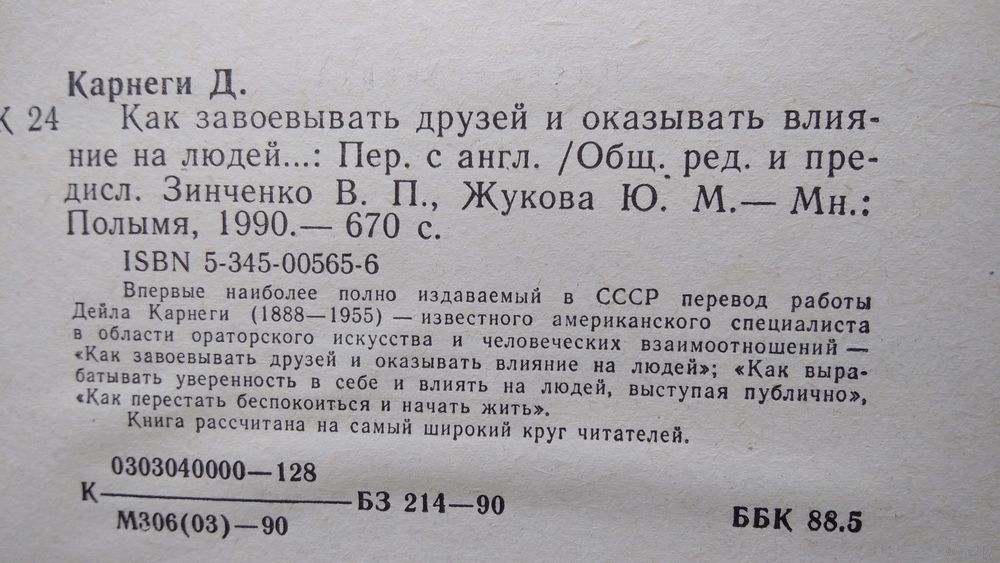 Карнеги Д.
К 24 Как завоевывать друзей и оказывать влия-
ние на людей...: Пер. с англ. /Общ. ред. и пре-
дисл. Зинченко В. П., Жукова Ю. М.— Мн.:
Полымя, 1990.— 670 с.
ISBN 5-345-00565-6
Впервые наиболее полно издаваемый в СССР перевод работы
Дейла Карнеги (1888—1955) — известного американского специалиста
в области ораторского искусства и человеческих взаимоотношений —
«Как завоевывать друзей и оказывать влияние на людей»; «Как выра-
батывать уверенность в себе и влиять на людей, выступая публично»,
«Как перестать беспокоиться и начать жить».
Книга рассчитана на самый широкий круг читателей.
0303040000—128
К БЗ 214—90
М306(03)—90
ББК 88.5